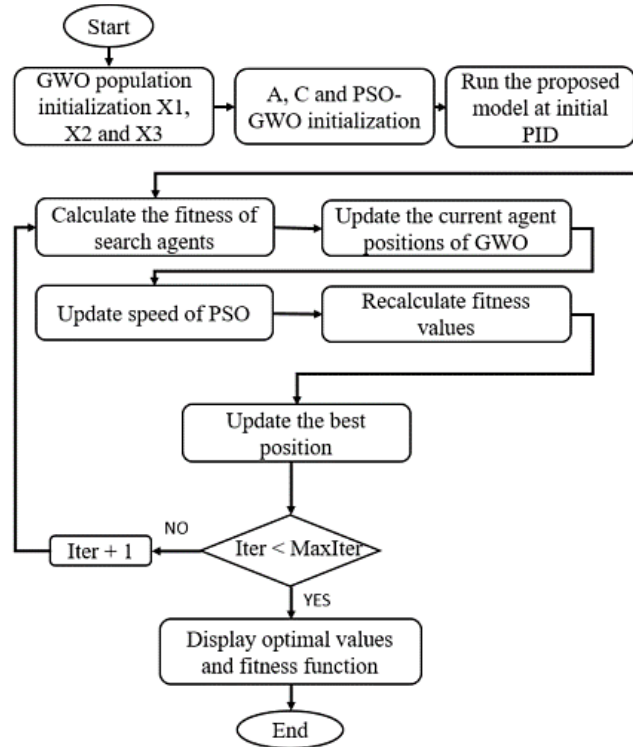 Start
GWO population
initialization X1,
X2 and X3
A, C and PSO-
GWO initialization
Run the proposed
model at initial
PID
Calculate the fitness of
search agents
Update the current agent
positions of GWO
Update speed of PSO
Recalculate fitness
values
Update the best
position
Iter < MaxIter
NO
Iter + 1
YES
Display optimal values
and fitness function
End